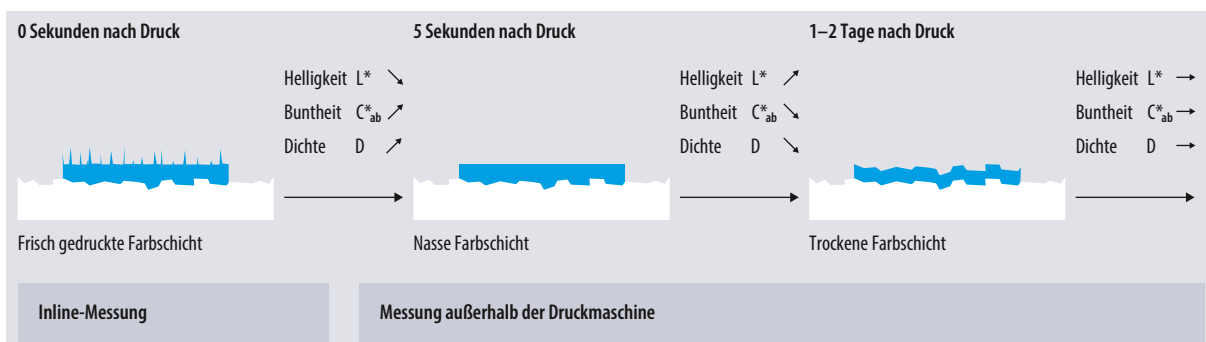 0 Sekunden nach Druck
Helligkeit L* ↘
Buntheit C*ab ↗
Dichte D ↗
Frisch gedruckte Farbschicht
5 Sekunden nach Druck
Helligkeit L* ↗
Buntheit C*ab ↘
Dichte D ↘
Nasse Farbschicht
1–2 Tage nach Druck
Helligkeit L* →
Buntheit C*ab →
Dichte D →
Trockene Farbschicht
Inline-Messung
Messung außerhalb der Druckmaschine